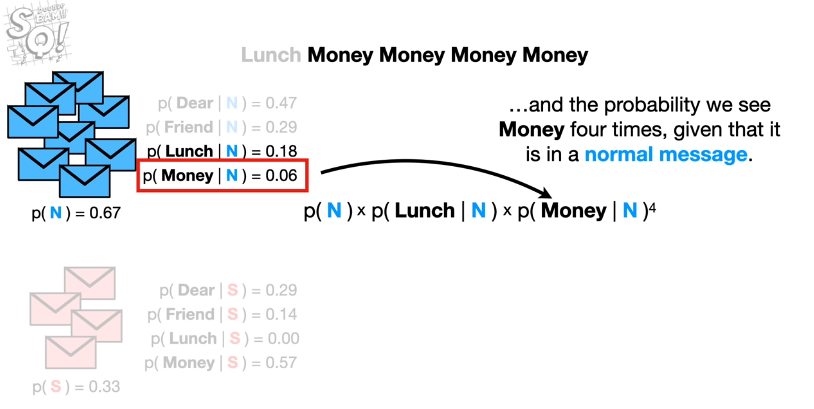 SQ!
Lunch Money Money Money Money
p( Dear | N ) = 0.47
p( Friend | N ) = 0.29
p( Lunch | N ) = 0.18
p( Money | N ) = 0.06
p( N ) = 0.67
…and the probability we see
Money four times, given that it
is in a normal message.
p( N ) x p( Lunch | N ) x p( Money | N )⁴
p( Dear | S ) = 0.29
p( Friend | S ) = 0.14
p( Lunch | S ) = 0.00
p( Money | S ) = 0.57
p( S ) = 0.33